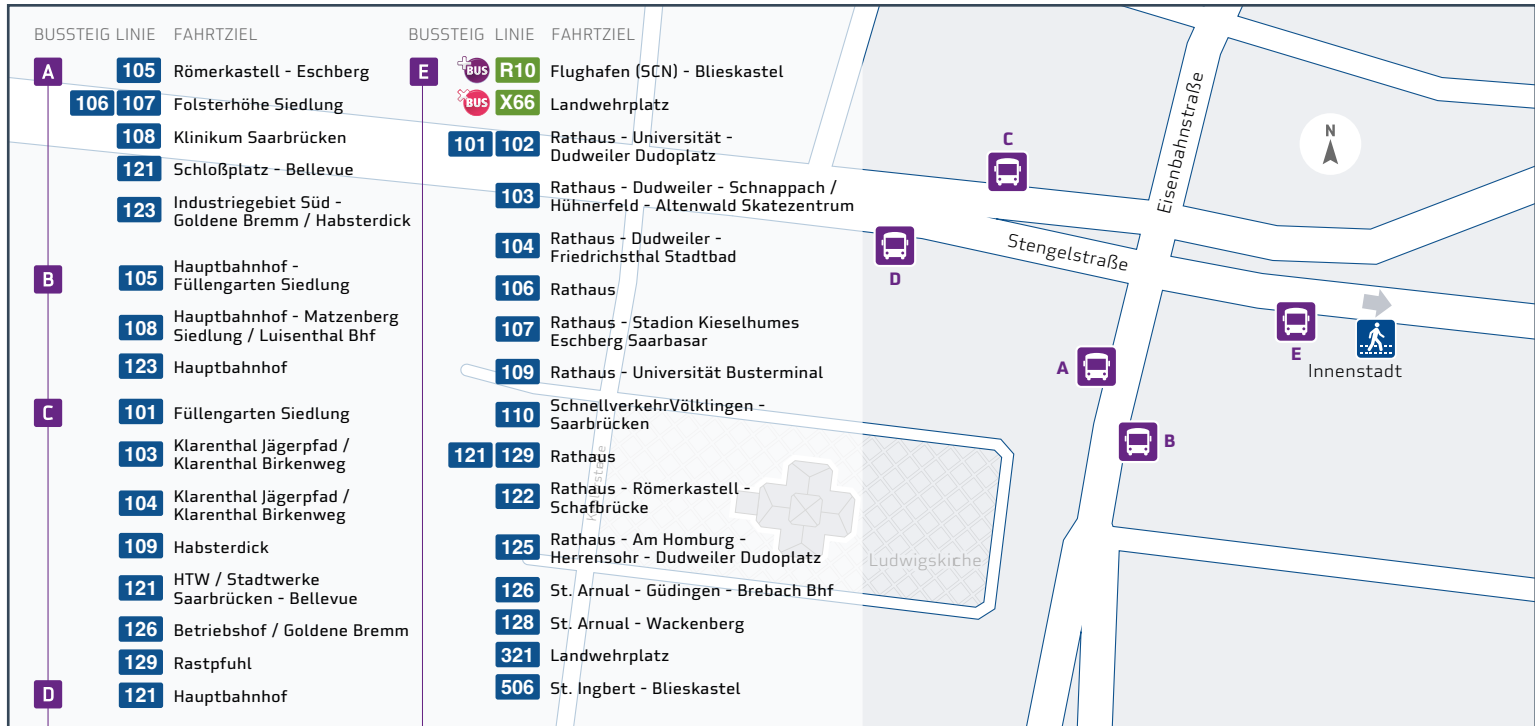 BUSSTEIG LINIE FAHRTZIEL
A
105 Römerkastell - Eschberg
106 107 Folsterhöhe Siedlung
108 Klinikum Saarbrücken
121 Schloßplatz - Bellevue
123 Industriegebiet Süd -
Goldene Bremm / Habsterdick
B
105 Hauptbahnhof -
Füllengarten Siedlung
108 Hauptbahnhof - Matzenberg
Siedlung / Luisenthal Bhf
123 Hauptbahnhof
C
101 Füllengarten Siedlung
103 Klarenthal Jägerpfad /
Klarenthal Birkenweg
104 Klarenthal Jägerpfad /
Klarenthal Birkenweg
109 Habsterdick
121 HTW / Stadtwerke
Saarbrücken - Bellevue
126 Betriebshof / Goldene Bremm
129 Rastpfuhl
D
121 Hauptbahnhof
BUSSTEIG LINIE FAHRTZIEL
E
+BUS R10 Flughafen (SCN) - Blieskastel
×BUS X66 Landwehrplatz
101 102 Rathaus - Universität -
Dudweiler Dudoplatz
103 Rathaus - Dudweiler - Schnappach /
Hühnerfeld - Altenwald Skatezentrum
104 Rathaus - Dudweiler -
Friedrichsthal Stadtbad
106 Rathaus
107 Rathaus - Stadion Kieselhumes
Eschberg Saarbasar
109 Rathaus - Universität Busterminal
110 SchnellverkehrVölklingen -
Saarbrücken
121 129 Rathaus
122 Rathaus - Römerkastell -
Schafbrücke
125 Rathaus - Am Homburg -
Herrensohr - Dudweiler Dudoplatz
126 St. Arnual - Güdingen - Brebach Bhf
128 St. Arnual - Wackenberg
321 Landwehrplatz
506 St. Ingbert - Blieskastel
C
N
Eisenbahnstraße
Stengelstraße
D
E
Innenstadt
A
B
Ludwigskirche